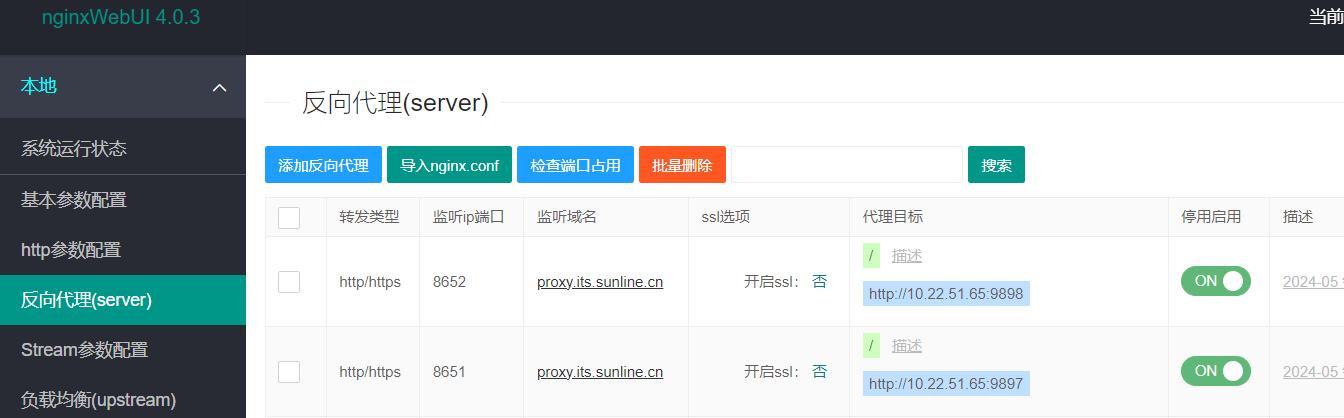 nginxWebUI 4.0.3
当前
本地
系统运行状态
基本参数配置
http参数配置
反向代理(server)
Stream参数配置
负载均衡(upstream)
反向代理(server)
添加反向代理 导入nginx.conf 检查端口占用 批量删除 搜索
转发类型 监听ip端口 监听域名 ssl选项 代理目标 停用启用 描述
/ 描述
http/https 8652 proxy.its.sunline.cn 开启ssl： 否 ON 2024-05
http://10.22.51.65:9898
/ 描述
http/https 8651 proxy.its.sunline.cn 开启ssl： 否 ON 2024-05
http://10.22.51.65:9897